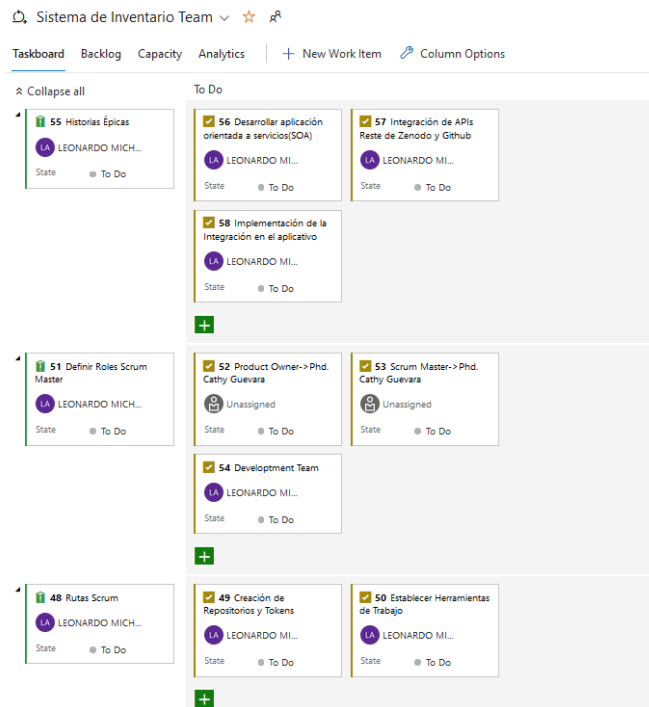 Sistema de Inventario Team
Taskboard Backlog Capacity Analytics New Work Item Column Options
Collapse all
To Do
55 Historias Épicas
LEONARDO MICH...
State To Do
56 Desarrollar aplicación
orientada a servicios(SOA)
LA LEONARDO MI...
State To Do
57 Integración de APIs
Reste de Zenodo y Github
LA LEONARDO MI...
State To Do
58 Implementación de la
Integración en el aplicativo
LA LEONARDO MI...
State To Do
51 Definir Roles Scrum
Master
LA LEONARDO MICH...
State To Do
52 Product Owner->Phd.
Cathy Guevara
Unassigned
State To Do
53 Scrum Master->Phd.
Cathy Guevara
Unassigned
State To Do
54 Developtment Team
LA LEONARDO MI...
State To Do
48 Rutas Scrum
LA LEONARDO MICH...
State To Do
49 Creación de
Repositorios y Tokens
LA LEONARDO MI...
State To Do
50 Establecer Herramientas
de Trabajo
LA LEONARDO MI...
State To Do